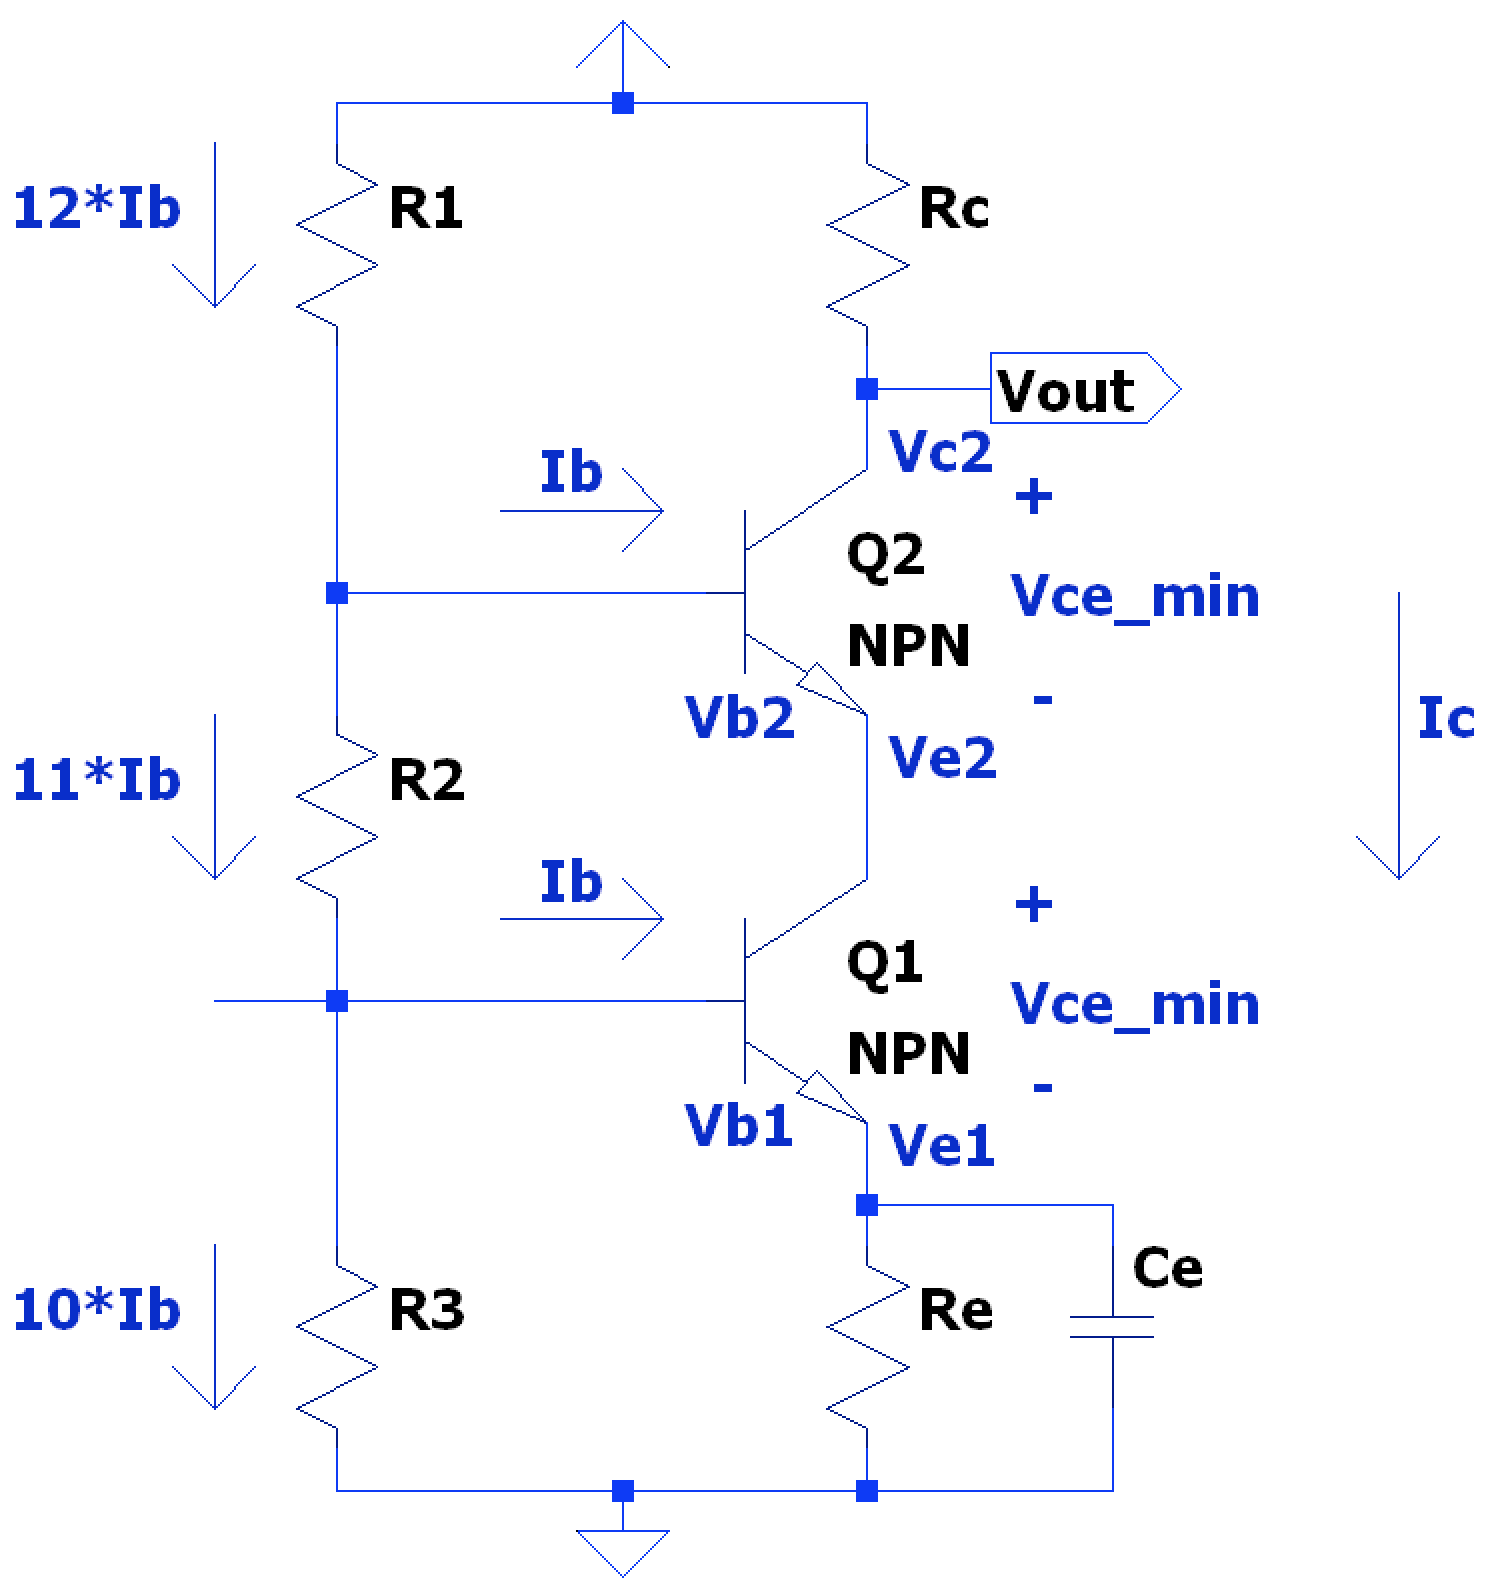 12*Ib
R1
Rc
Vout
Vc2
+
Ib
Q2
Vce_min
NPN
-
Vb2
Ve2
Ic
11*Ib
R2
Ib
+
Q1
Vce_min
NPN
-
Vb1
Ve1
Ce
10*Ib
R3
Re